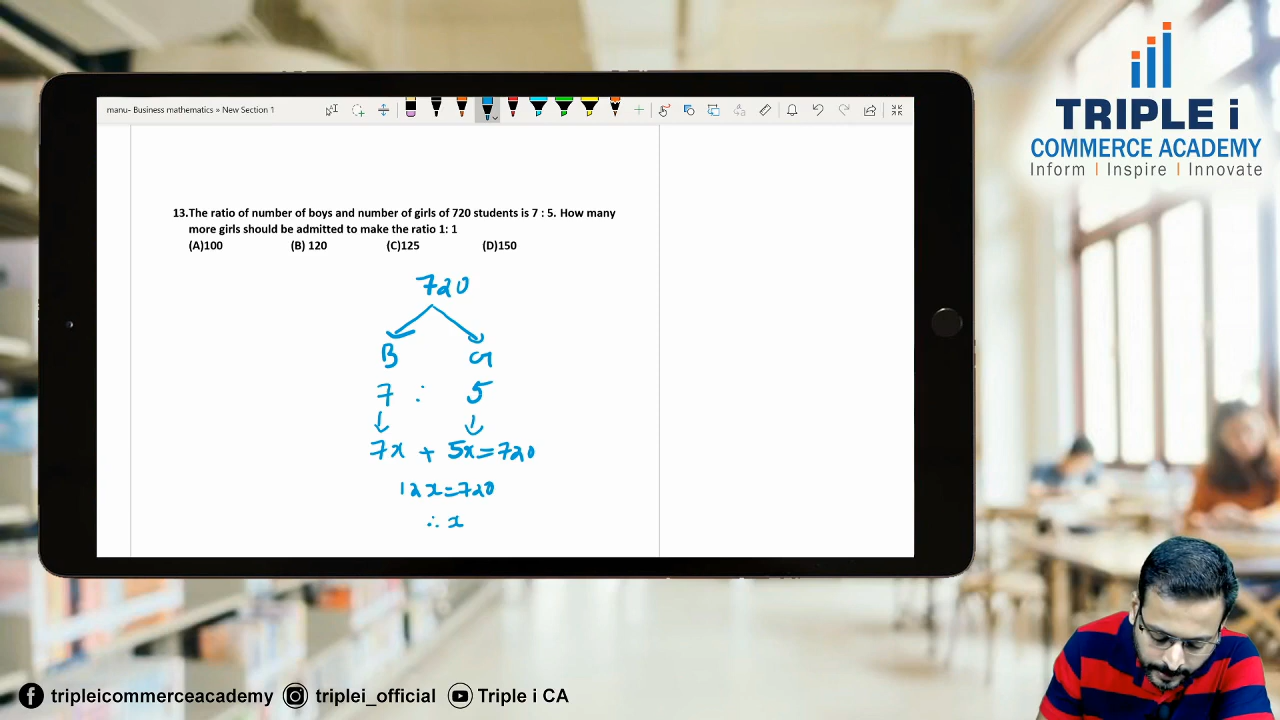 TRIPLE i
COMMERCE ACADEMY
Inform | Inspire | Innovate
manu- Business mathematics » New Section 1
13.The ratio of number of boys and number of girls of 720 students is 7 : 5. How many
more girls should be admitted to make the ratio 1: 1
(A)100 (B) 120 (C)125 (D)150
720
B G
7 : 5
7x + 5x=720
12x=720
∴ x
tripleicommerceacademy triplei_official Triple i CA